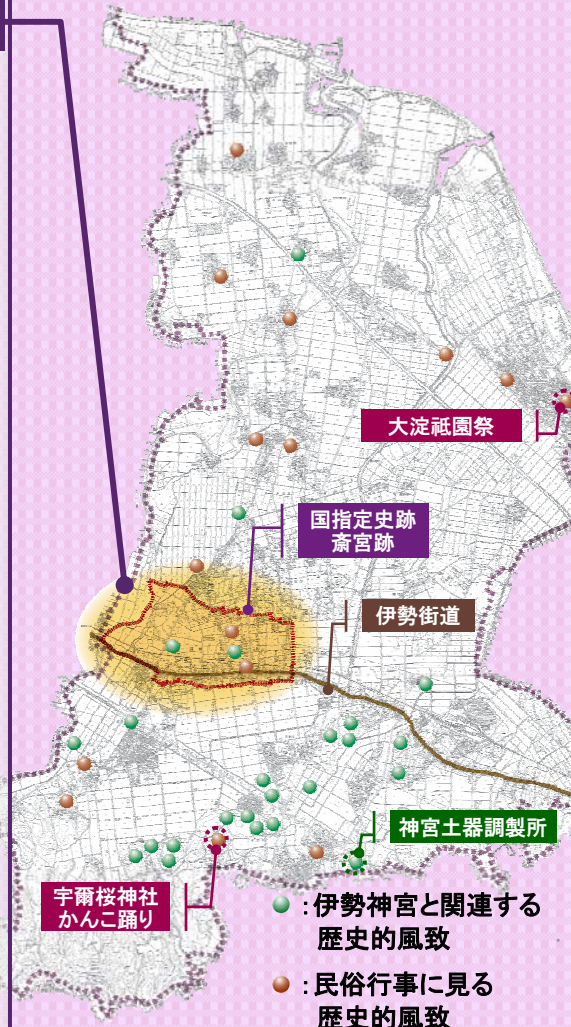 大淀祗園祭
国指定史跡
斎宮跡
伊勢街道
神宮土器調製所
宇爾桜神社
かんこ踊り
：伊勢神宮と関連する
歴史的風致
：民俗行事に見る
歴史的風致